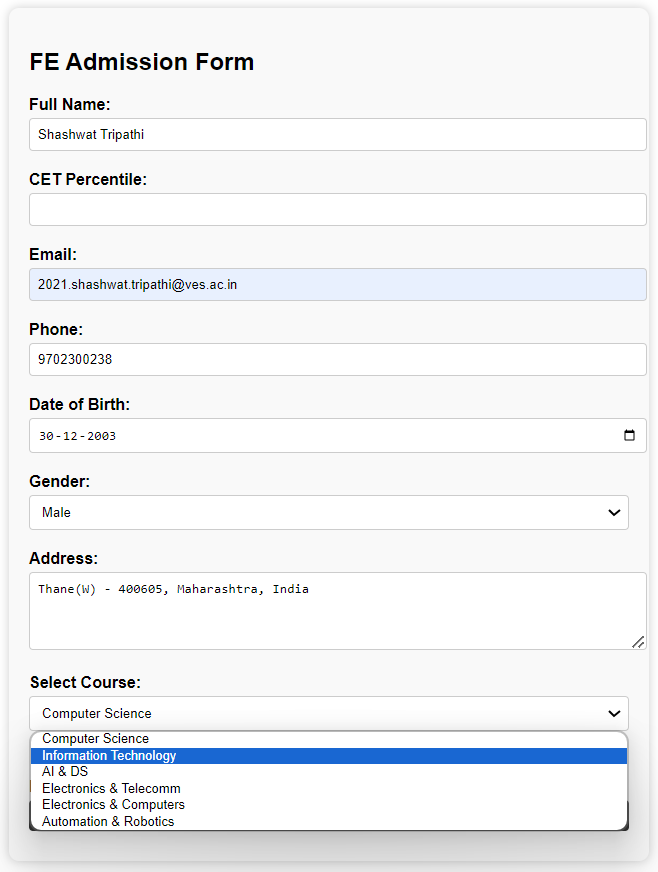 FE Admission Form
Full Name:
Shashwat Tripathi
CET Percentile:
Email:
2021.shashwat.tripathi@ves.ac.in
Phone:
9702300238
Date of Birth:
30-12-2003
Gender:
Male
Address:
Thane(W) - 400605, Maharashtra, India
Select Course:
Computer Science
Computer Science
Information Technology
AI & DS
Electronics & Telecomm
Electronics & Computers
Automation & Robotics